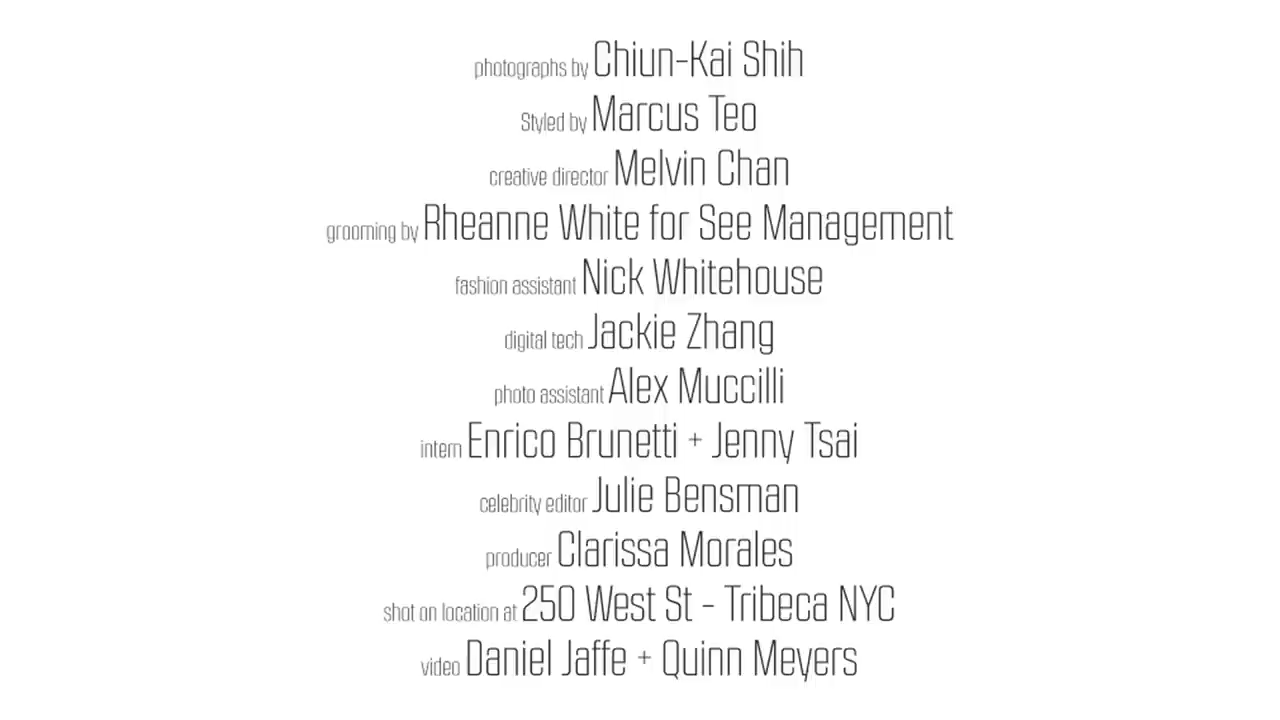 photographs by Chiun-Kai Shih
Styled by Marcus Teo
creative director Melvin Chan
grooming by Rheanne White for See Management
fashion assistant Nick Whitehouse
digital tech Jackie Zhang
photo assistant Alex Muccilli
intern Enrico Brunetti + Jenny Tsai
celebrity editor Julie Bensman
producer Clarissa Morales
shot on location at 250 West St - Tribeca NYC
video Daniel Jaffe + Quinn Meyers